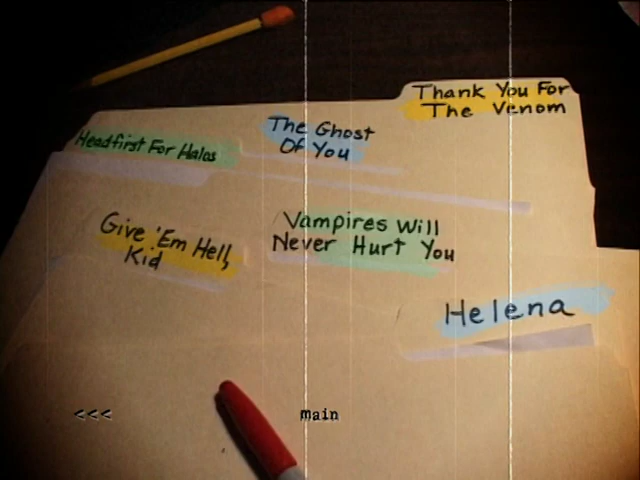 Thank You For
The Venom
The Ghost
Of You
Headfirst For Halos
Give 'Em Hell,
Kid
Vampires Will
Never Hurt You
Helena
<<<
main